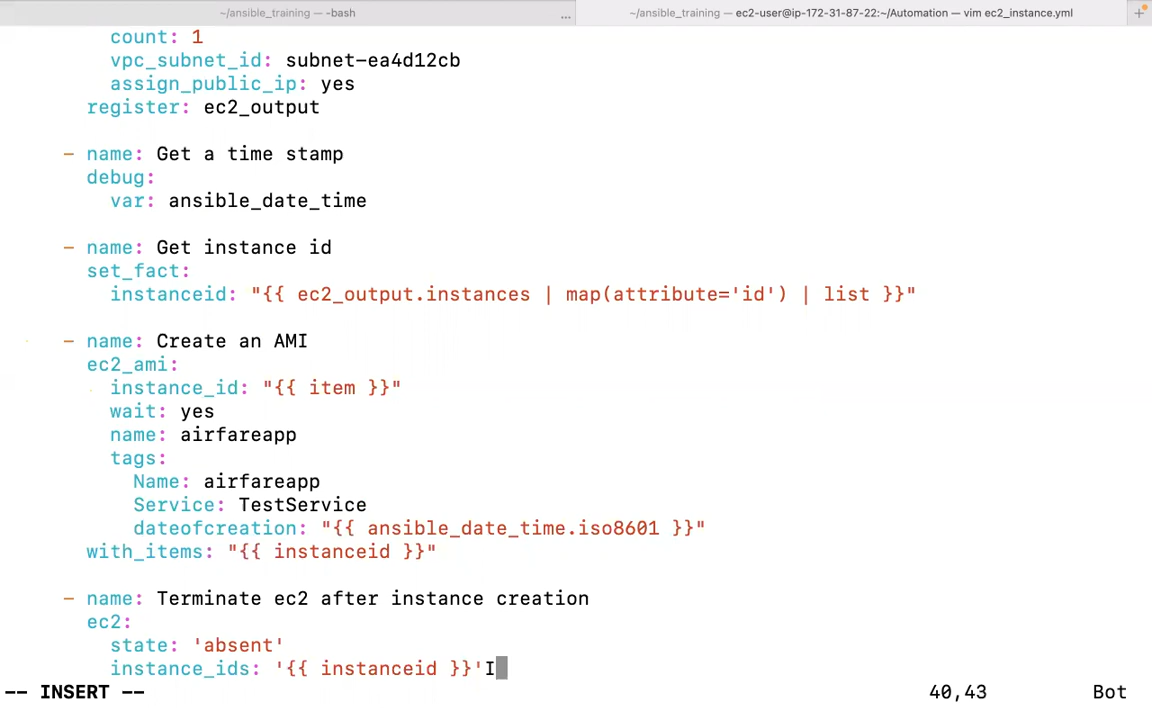 ~/ansible_training — -bash
...
~/ansible_training — ec2-user@ip-172-31-87-22:~/Automation — vim ec2_instance.yml
+
    count: 1
    vpc_subnet_id: subnet-ea4d12cb
    assign_public_ip: yes
  register: ec2_output
- name: Get a time stamp
  debug:
    var: ansible_date_time
- name: Get instance id
  set_fact:
    instanceid: "{{ ec2_output.instances | map(attribute='id') | list }}"
- name: Create an AMI
  ec2_ami:
    instance_id: "{{ item }}"
    wait: yes
    name: airfareapp
    tags:
      Name: airfareapp
      Service: TestService
      dateofcreation: "{{ ansible_date_time.iso8601 }}"
  with_items: "{{ instanceid }}"
- name: Terminate ec2 after instance creation
  ec2:
    state: 'absent'
    instance_ids: '{{ instanceid }}'
-- INSERT --
40,43
Bot